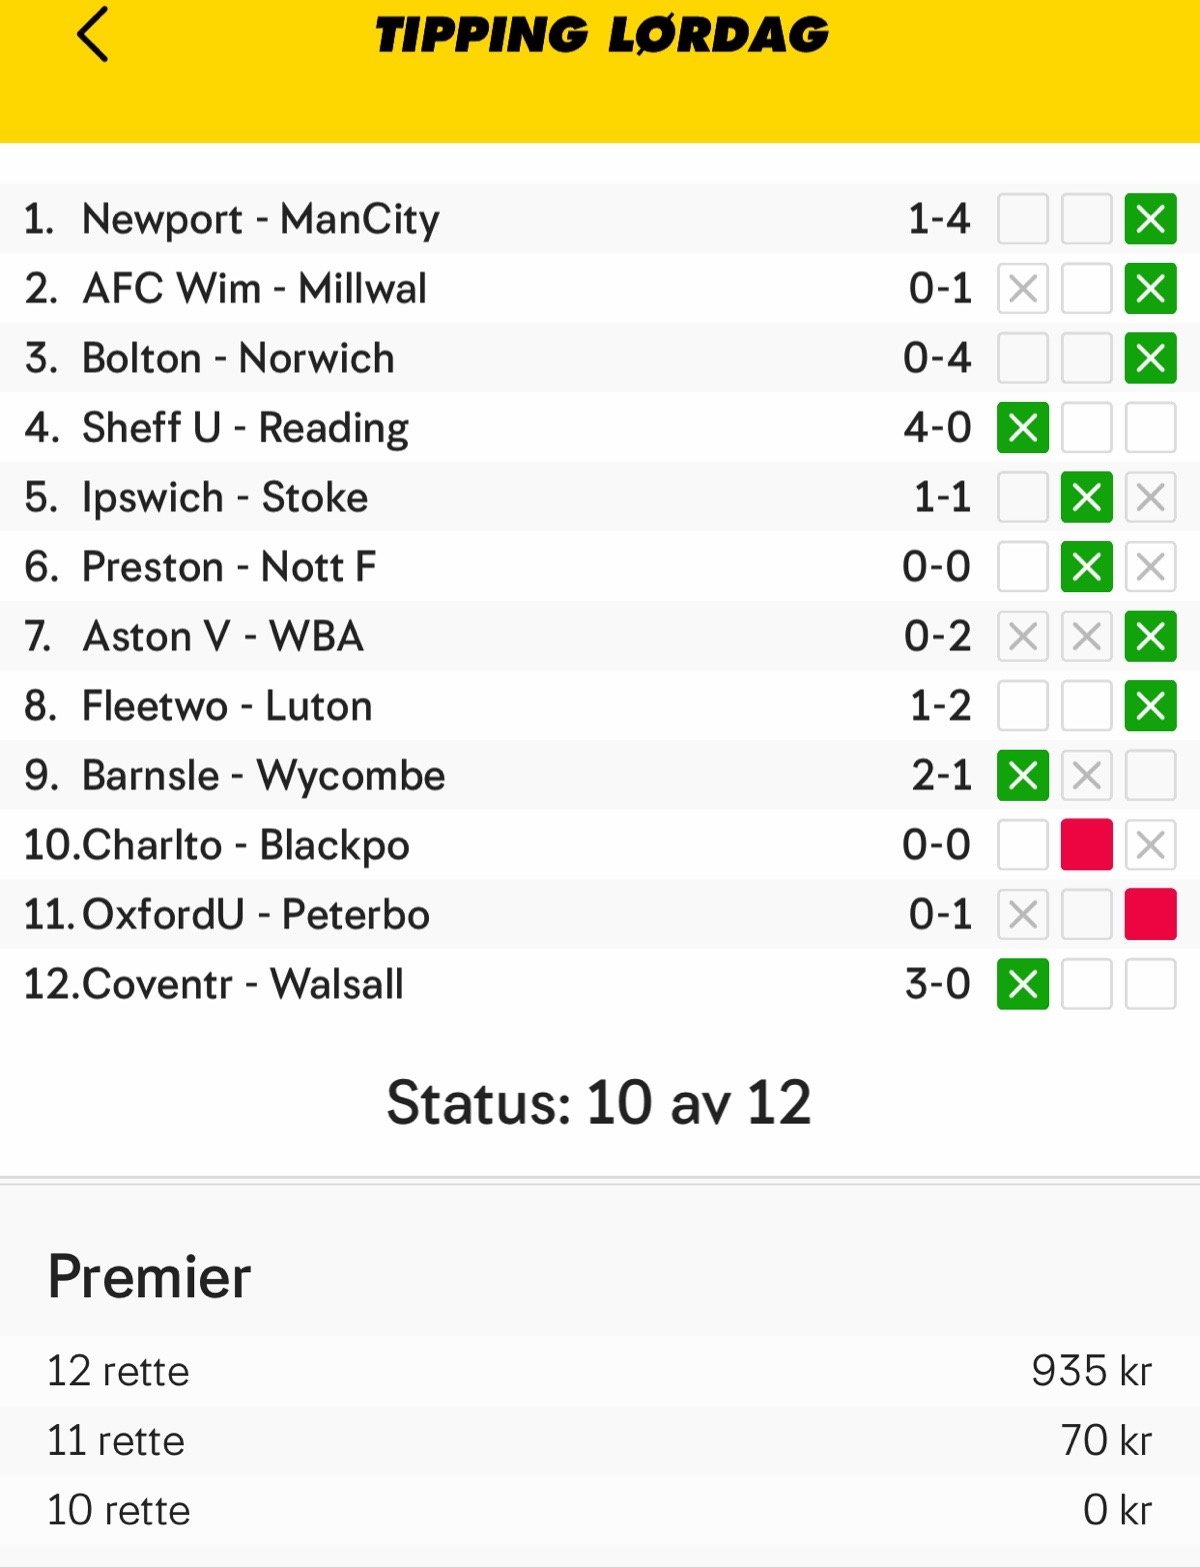 TIPPING LØRDAG
1. Newport - ManCity 1-4
2. AFC Wim - Millwal 0-1
3. Bolton - Norwich 0-4
4. Sheff U - Reading 4-0
5. Ipswich - Stoke 1-1
6. Preston - Nott F 0-0
7. Aston V - WBA 0-2
8. Fleetwo - Luton 1-2
9. Barnsle - Wycombe 2-1
10.Charlto - Blackpo 0-0
11.OxfordU - Peterbo 0-1
12.Coventr - Walsall 3-0
Status: 10 av 12
Premier
12 rette 935 kr
11 rette 70 kr
10 rette 0 kr